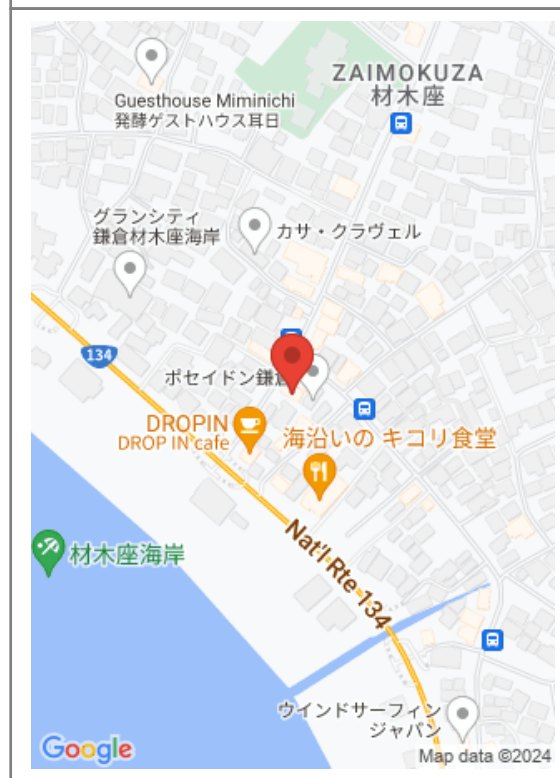 ZAIMOKUZA
材木座
Guesthouse Miminichi
発酵ゲストハウス耳日
グランシティ
鎌倉材木座海岸
カサ・クラヴェル
134
ポセイドン鎌倉
DROPIN
DROP IN cafe
海沿いの キコリ食堂
Nat'l Rte 134
材木座海岸
ウインドサーフィン
ジャパン
Google
Map data ©2024